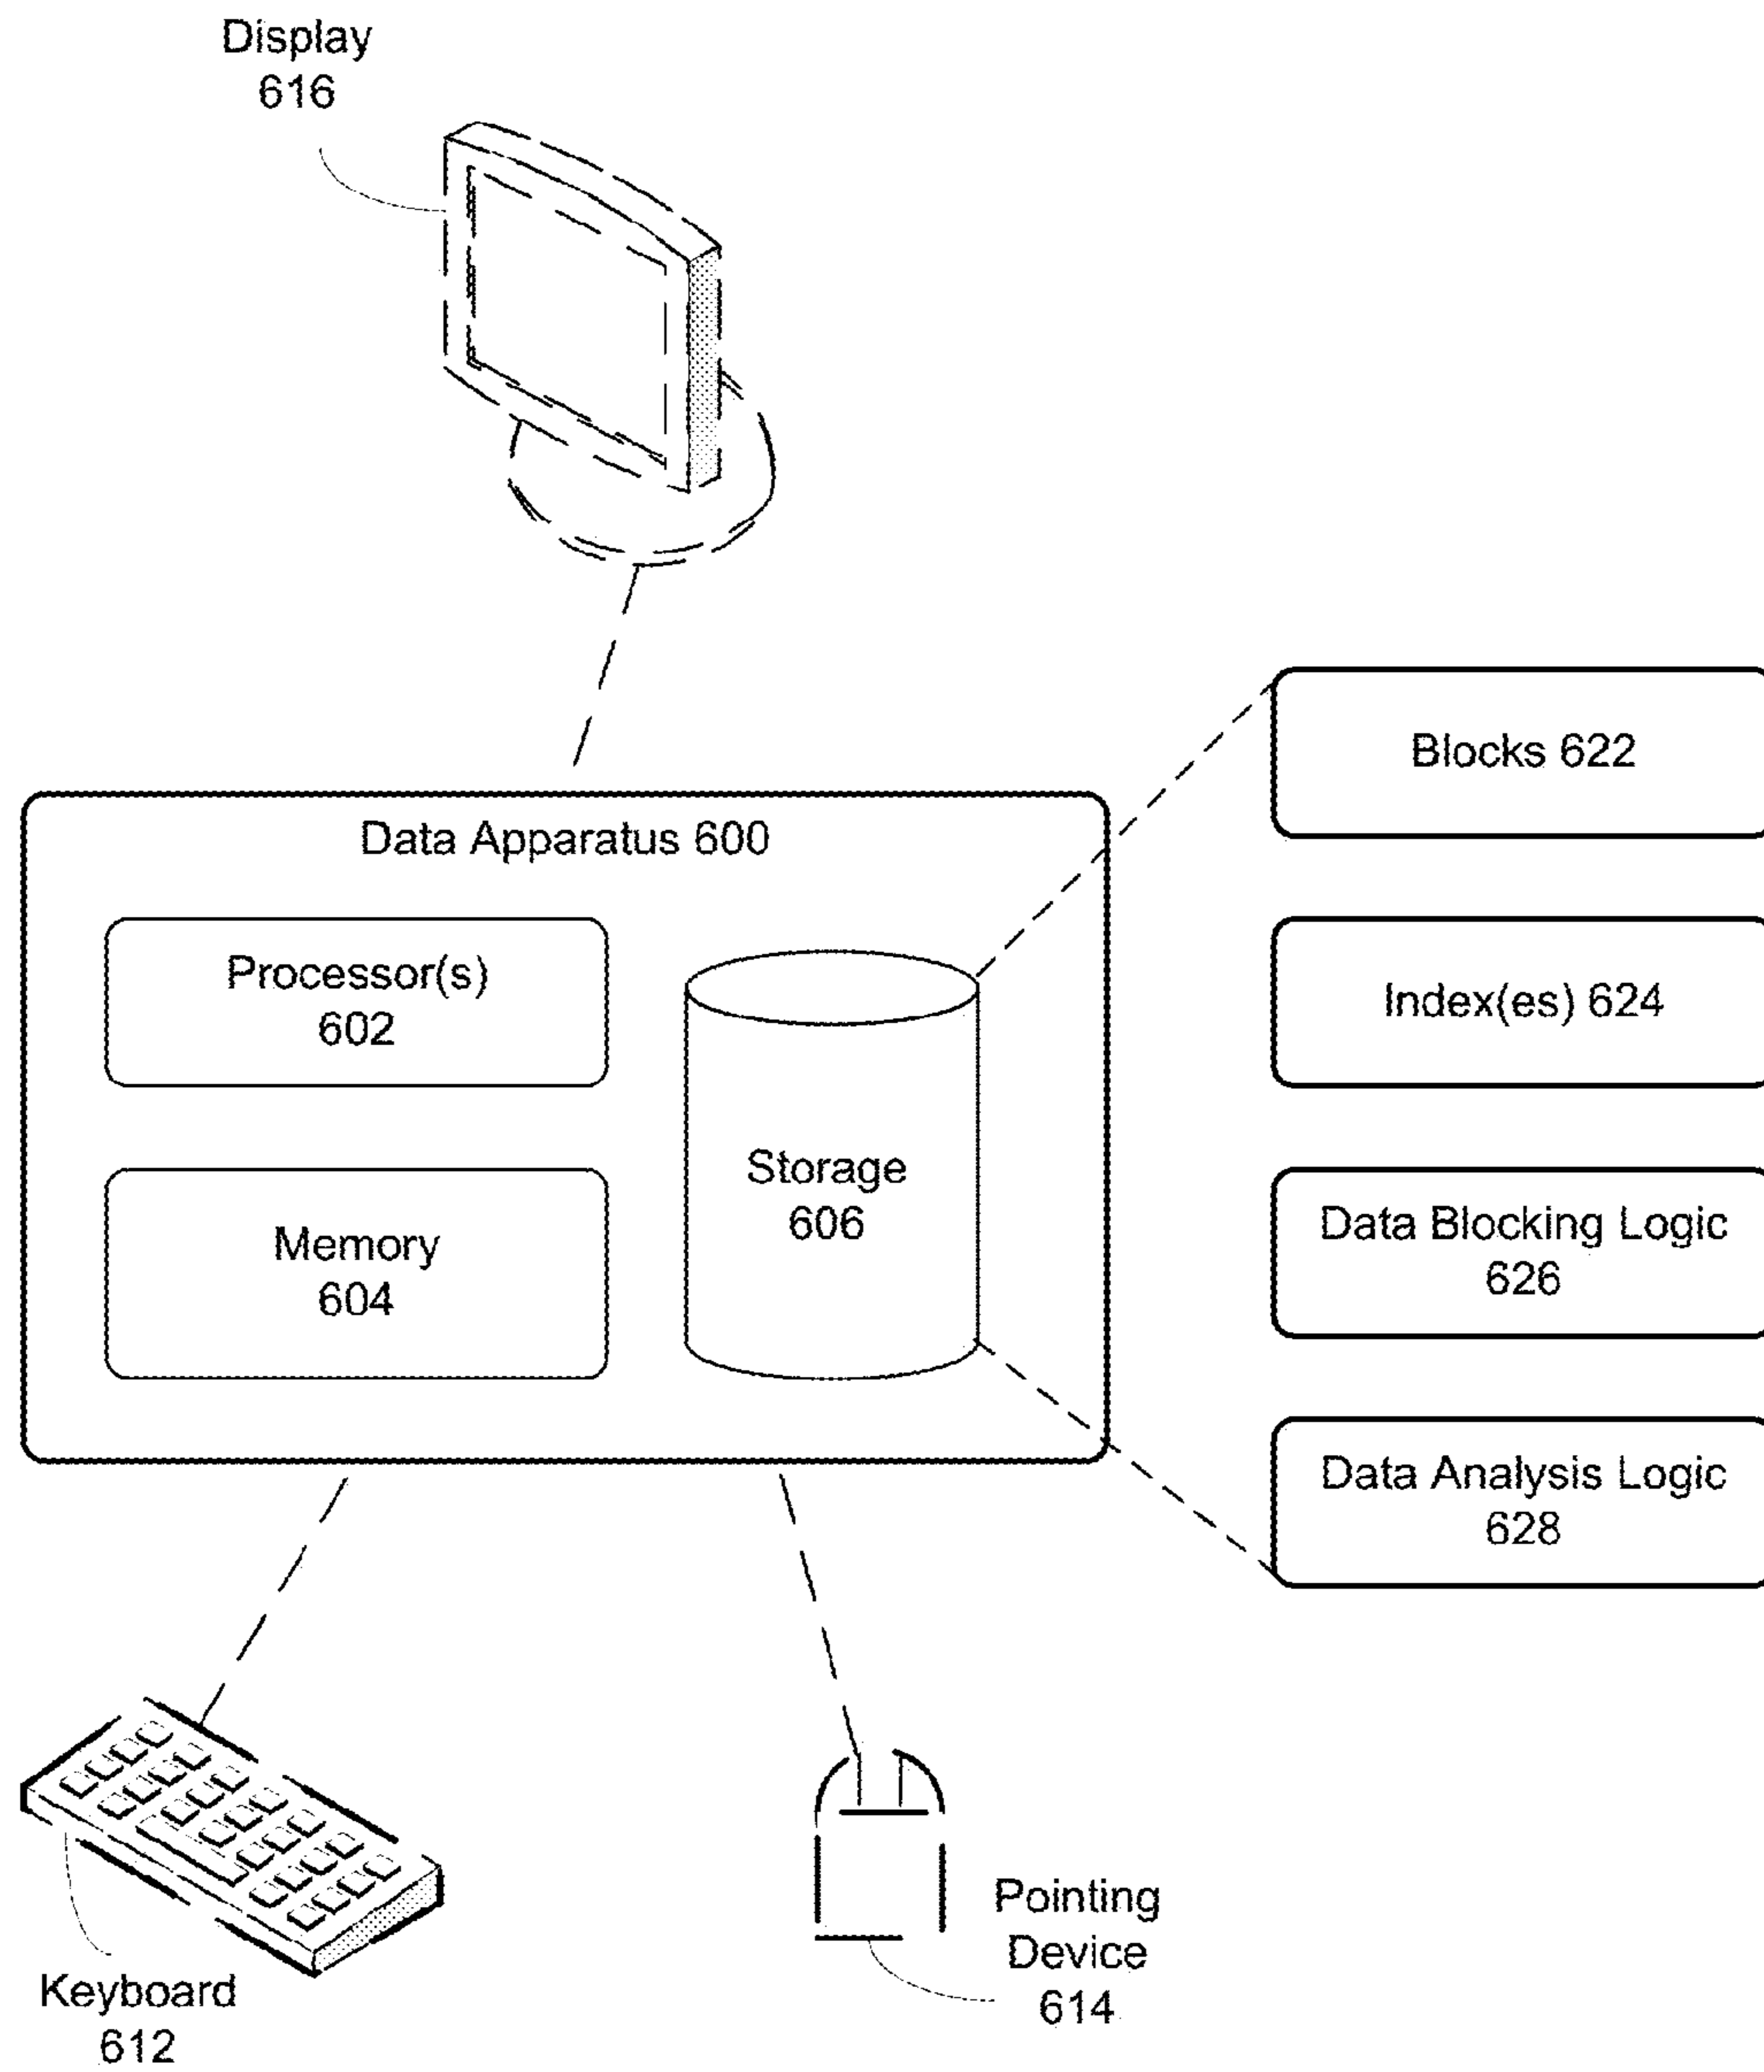 Display
616
Blocks 622
Data Apparatus 600
Processor(s)
602
Index(es) 624
Storage
606
Memory
604
Data Blocking Logic
626
Data Analysis Logic
628
Pointing
Device
614
Keyboard
612